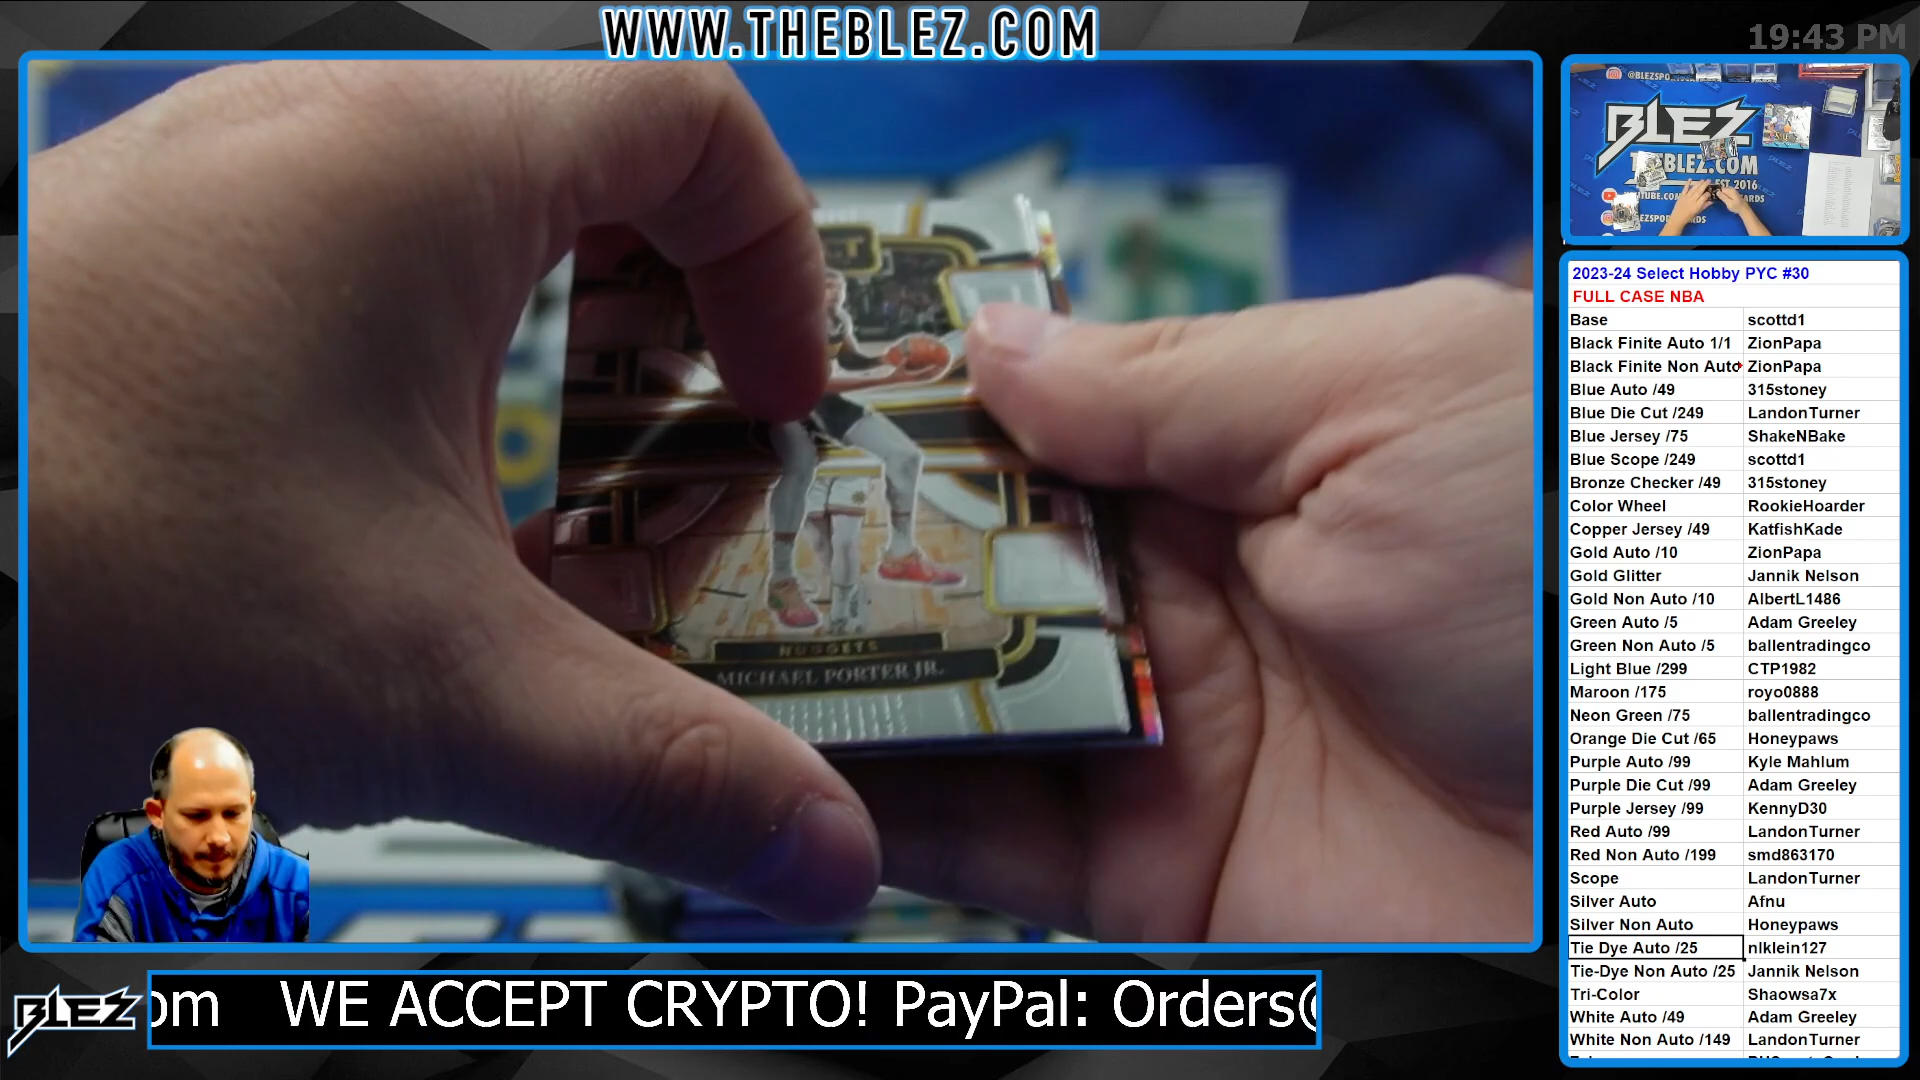 WWW.THEBLEZ.COM
19:43 PM
BLEZ
THEBLEZ.COM
2023-24 Select Hobby PYC #30
FULL CASE NBA
Base scottd1
Black Finite Auto 1/1 ZionPapa
Black Finite Non Auto ZionPapa
Blue Auto /49 315stoney
Blue Die Cut /249 LandonTurner
Blue Jersey /75 ShakeNBake
Blue Scope /249 scottd1
Bronze Checker /49 315stoney
Color Wheel RookieHoarder
Copper Jersey /49 KatfishKade
Gold Auto /10 ZionPapa
Gold Glitter Jannik Nelson
Gold Non Auto /10 AlbertL1486
Green Auto /5 Adam Greeley
Green Non Auto /5 ballentradingco
Light Blue /299 CTP1982
Maroon /175 royo0888
Neon Green /75 ballentradingco
Orange Die Cut /65 Honeypaws
Purple Auto /99 Kyle Mahlum
Purple Die Cut /99 Adam Greeley
Purple Jersey /99 KennyD30
Red Auto /99 LandonTurner
Red Non Auto /199 smd863170
Scope LandonTurner
Silver Auto Afnu
Silver Non Auto Honeypaws
Tie Dye Auto /25 nlklein127
Tie-Dye Non Auto /25 Jannik Nelson
Tri-Color Shaowsa7x
White Auto /49 Adam Greeley
White Non Auto /149 LandonTurner
NUGGETS
MICHAEL PORTER JR.
BLEZ
om WE ACCEPT CRYPTO! PayPal: Orders@